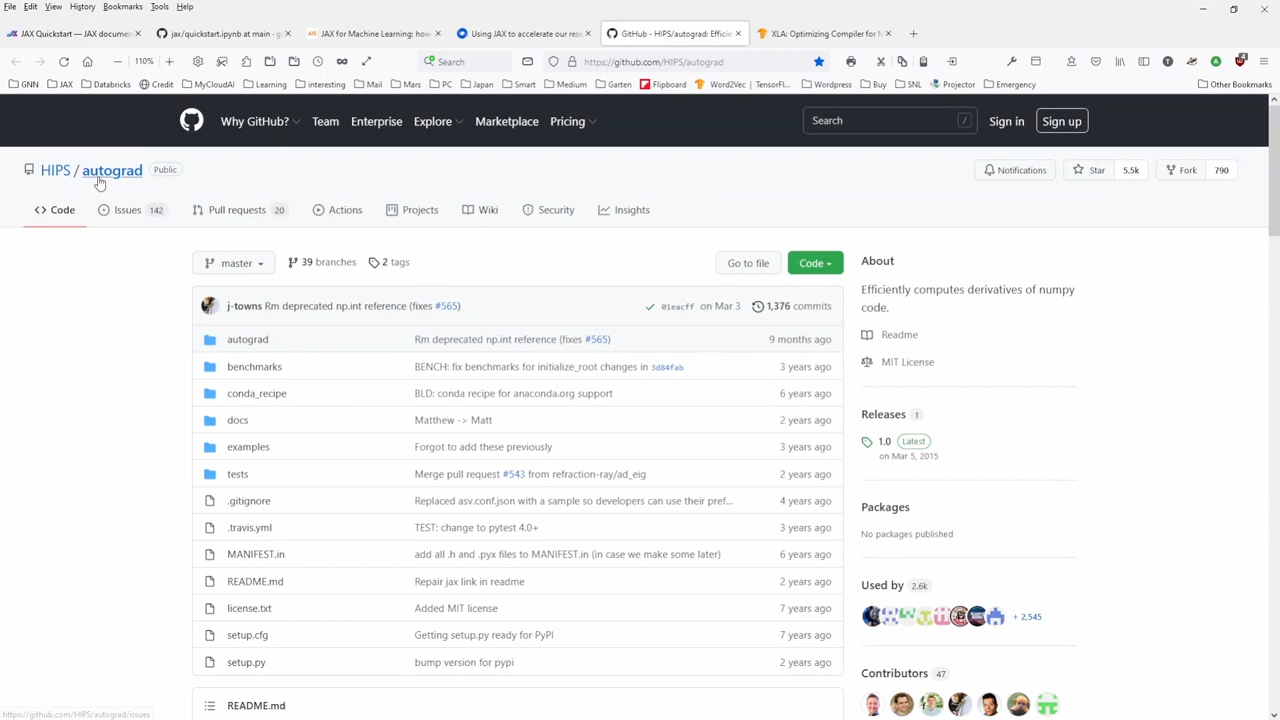 File Edit View History Bookmarks Tools Help
JAX Quickstart — JAX documen
jax/quickstart.ipynb at main · g
JAX for Machine Learning: how
Using JAX to accelerate our rese
GitHub - HIPS/autograd: Efficie
XLA: Optimizing Compiler for M
110%
Search
https://github.com/HIPS/autograd
GNN JAX Databricks Credit MyCloudAI Learning interesting Mail Mars PC Japan Smart Medium Garten Flipboard Word2Vec | TensorFl... Wordpress Buy SNL Projector Emergency Other Bookmarks
Why GitHub? Team Enterprise Explore Marketplace Pricing Search / Sign in Sign up
HIPS / autograd Public
Notifications Star 5.5k Fork 790
Code Issues 142 Pull requests 20 Actions Projects Wiki Security Insights
master 39 branches 2 tags Go to file Code
j-towns Rm deprecated np.int reference (fixes #565) 01eacff on Mar 3 1,376 commits
autograd Rm deprecated np.int reference (fixes #565) 9 months ago
benchmarks BENCH: fix benchmarks for initialize_root changes in 3d84fab 3 years ago
conda_recipe BLD: conda recipe for anaconda.org support 6 years ago
docs Matthew -> Matt 2 years ago
examples Forgot to add these previously 3 years ago
tests Merge pull request #543 from refraction-ray/ad_eig 2 years ago
.gitignore Replaced asv.conf.json with a sample so developers can use their pref... 4 years ago
.travis.yml TEST: change to pytest 4.0+ 3 years ago
MANIFEST.in add all .h and .pyx files to MANIFEST.in (in case we make some later) 6 years ago
README.md Repair jax link in readme 2 years ago
license.txt Added MIT license 7 years ago
setup.cfg Getting setup.py ready for PyPI 7 years ago
setup.py bump version for pypi 2 years ago
README.md
About
Efficiently computes derivatives of numpy
code.
Readme
MIT License
Releases 1
1.0 Latest
on Mar 5, 2015
Packages
No packages published
Used by 2.6k
+ 2,545
Contributors 47
https://github.com/HIPS/autograd/issues